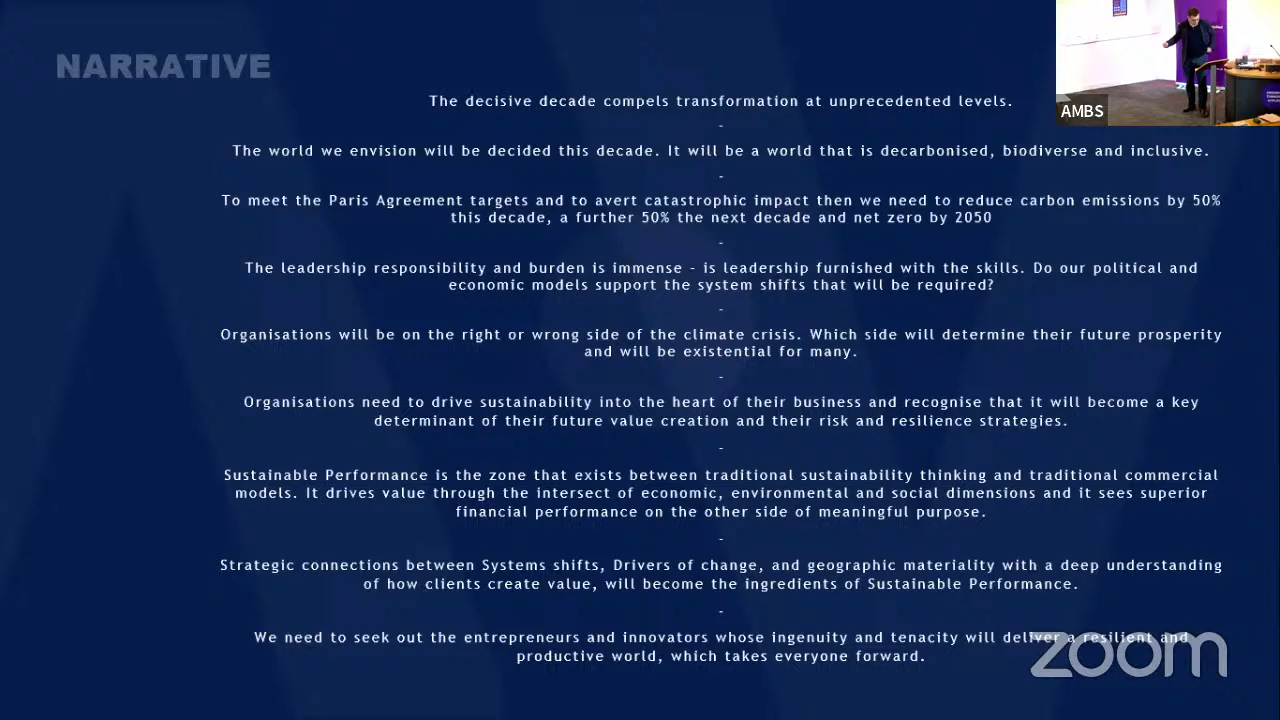 NARRATIVE
The decisive decade compels transformation at unprecedented levels.
-
The world we envision will be decided this decade. It will be a world that is decarbonised, biodiverse and inclusive.
-
To meet the Paris Agreement targets and to avert catastrophic impact then we need to reduce carbon emissions by 50%
this decade, a further 50% the next decade and net zero by 2050
-
The leadership responsibility and burden is immense - is leadership furnished with the skills. Do our political and
economic models support the system shifts that will be required?
-
Organisations will be on the right or wrong side of the climate crisis. Which side will determine their future prosperity
and will be existential for many.
-
Organisations need to drive sustainability into the heart of their business and recognise that it will become a key
determinant of their future value creation and their risk and resilience strategies.
-
Sustainable Performance is the zone that exists between traditional sustainability thinking and traditional commercial
models. It drives value through the intersect of economic, environmental and social dimensions and it sees superior
financial performance on the other side of meaningful purpose.
-
Strategic connections between Systems shifts, Drivers of change, and geographic materiality with a deep understanding
of how clients create value, will become the ingredients of Sustainable Performance.
-
We need to seek out the entrepreneurs and innovators whose ingenuity and tenacity will deliver a resilient and
productive world, which takes everyone forward.
AMBS
zoom